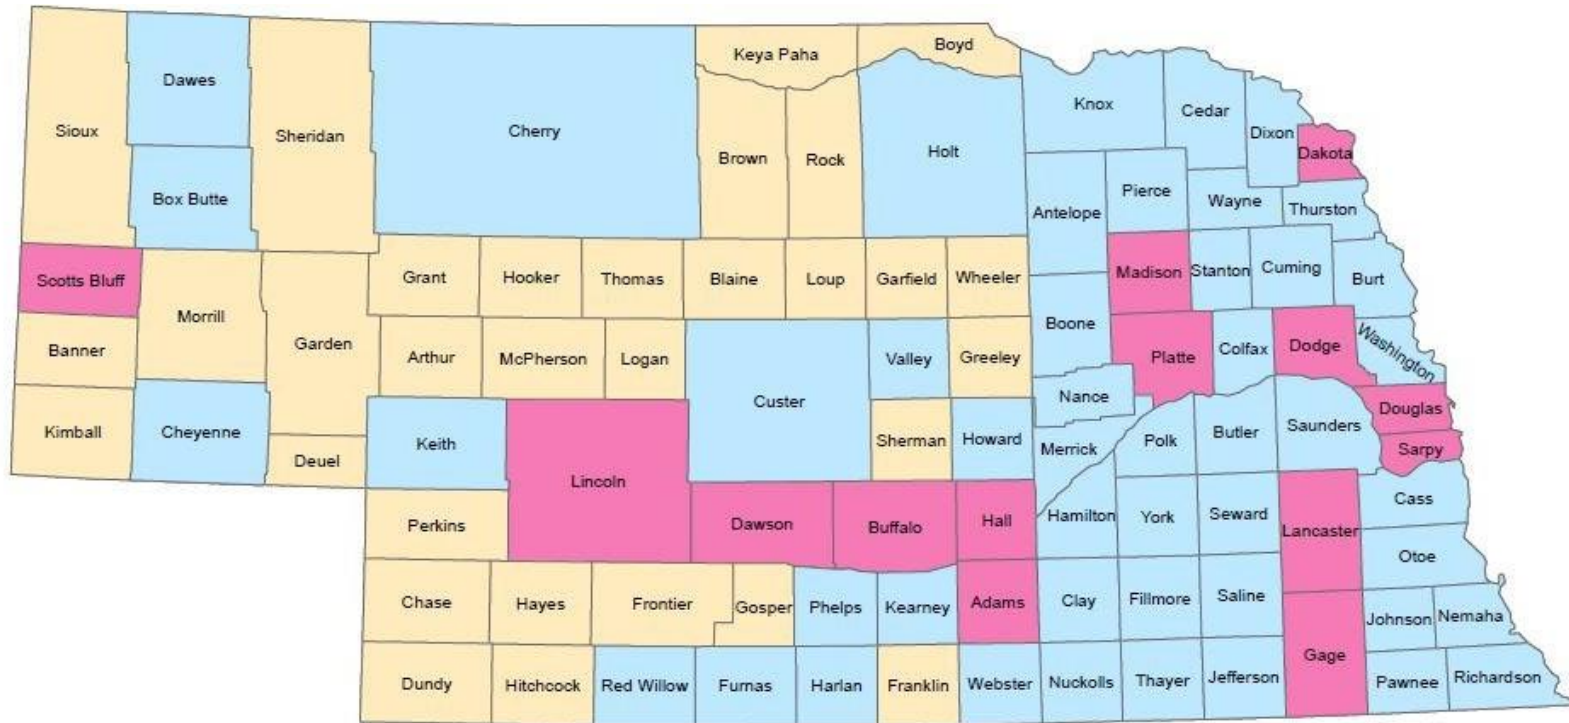 Keya Paha
Boyd
Dawes
Knox
Cedar
Sioux
Sheridan
Cherry
Brown
Rock
Holt
Dixon
Dakota
Box Butte
Antelope
Pierce
Wayne
Thurston
Scotts Bluff
Grant
Hooker
Thomas
Blaine
Loup
Garfield
Wheeler
Madison
Stanton
Cuming
Burt
Morrill
Garden
Banner
Arthur
McPherson
Logan
Valley
Greeley
Boone
Platte
Colfax
Dodge
Washington
Custer
Nance
Douglas
Kimball
Cheyenne
Keith
Sherman
Howard
Merrick
Polk
Butler
Saunders
Sarpy
Deuel
Lincoln
Perkins
Dawson
Buffalo
Hall
Hamilton
York
Seward
Lancaster
Cass
Otoe
Chase
Hayes
Frontier
Gosper
Phelps
Kearney
Adams
Clay
Fillmore
Saline
Johnson
Nemaha
Dundy
Hitchcock
Red Willow
Furnas
Harlan
Franklin
Webster
Nuckolls
Thayer
Jefferson
Gage
Pawnee
Richardson